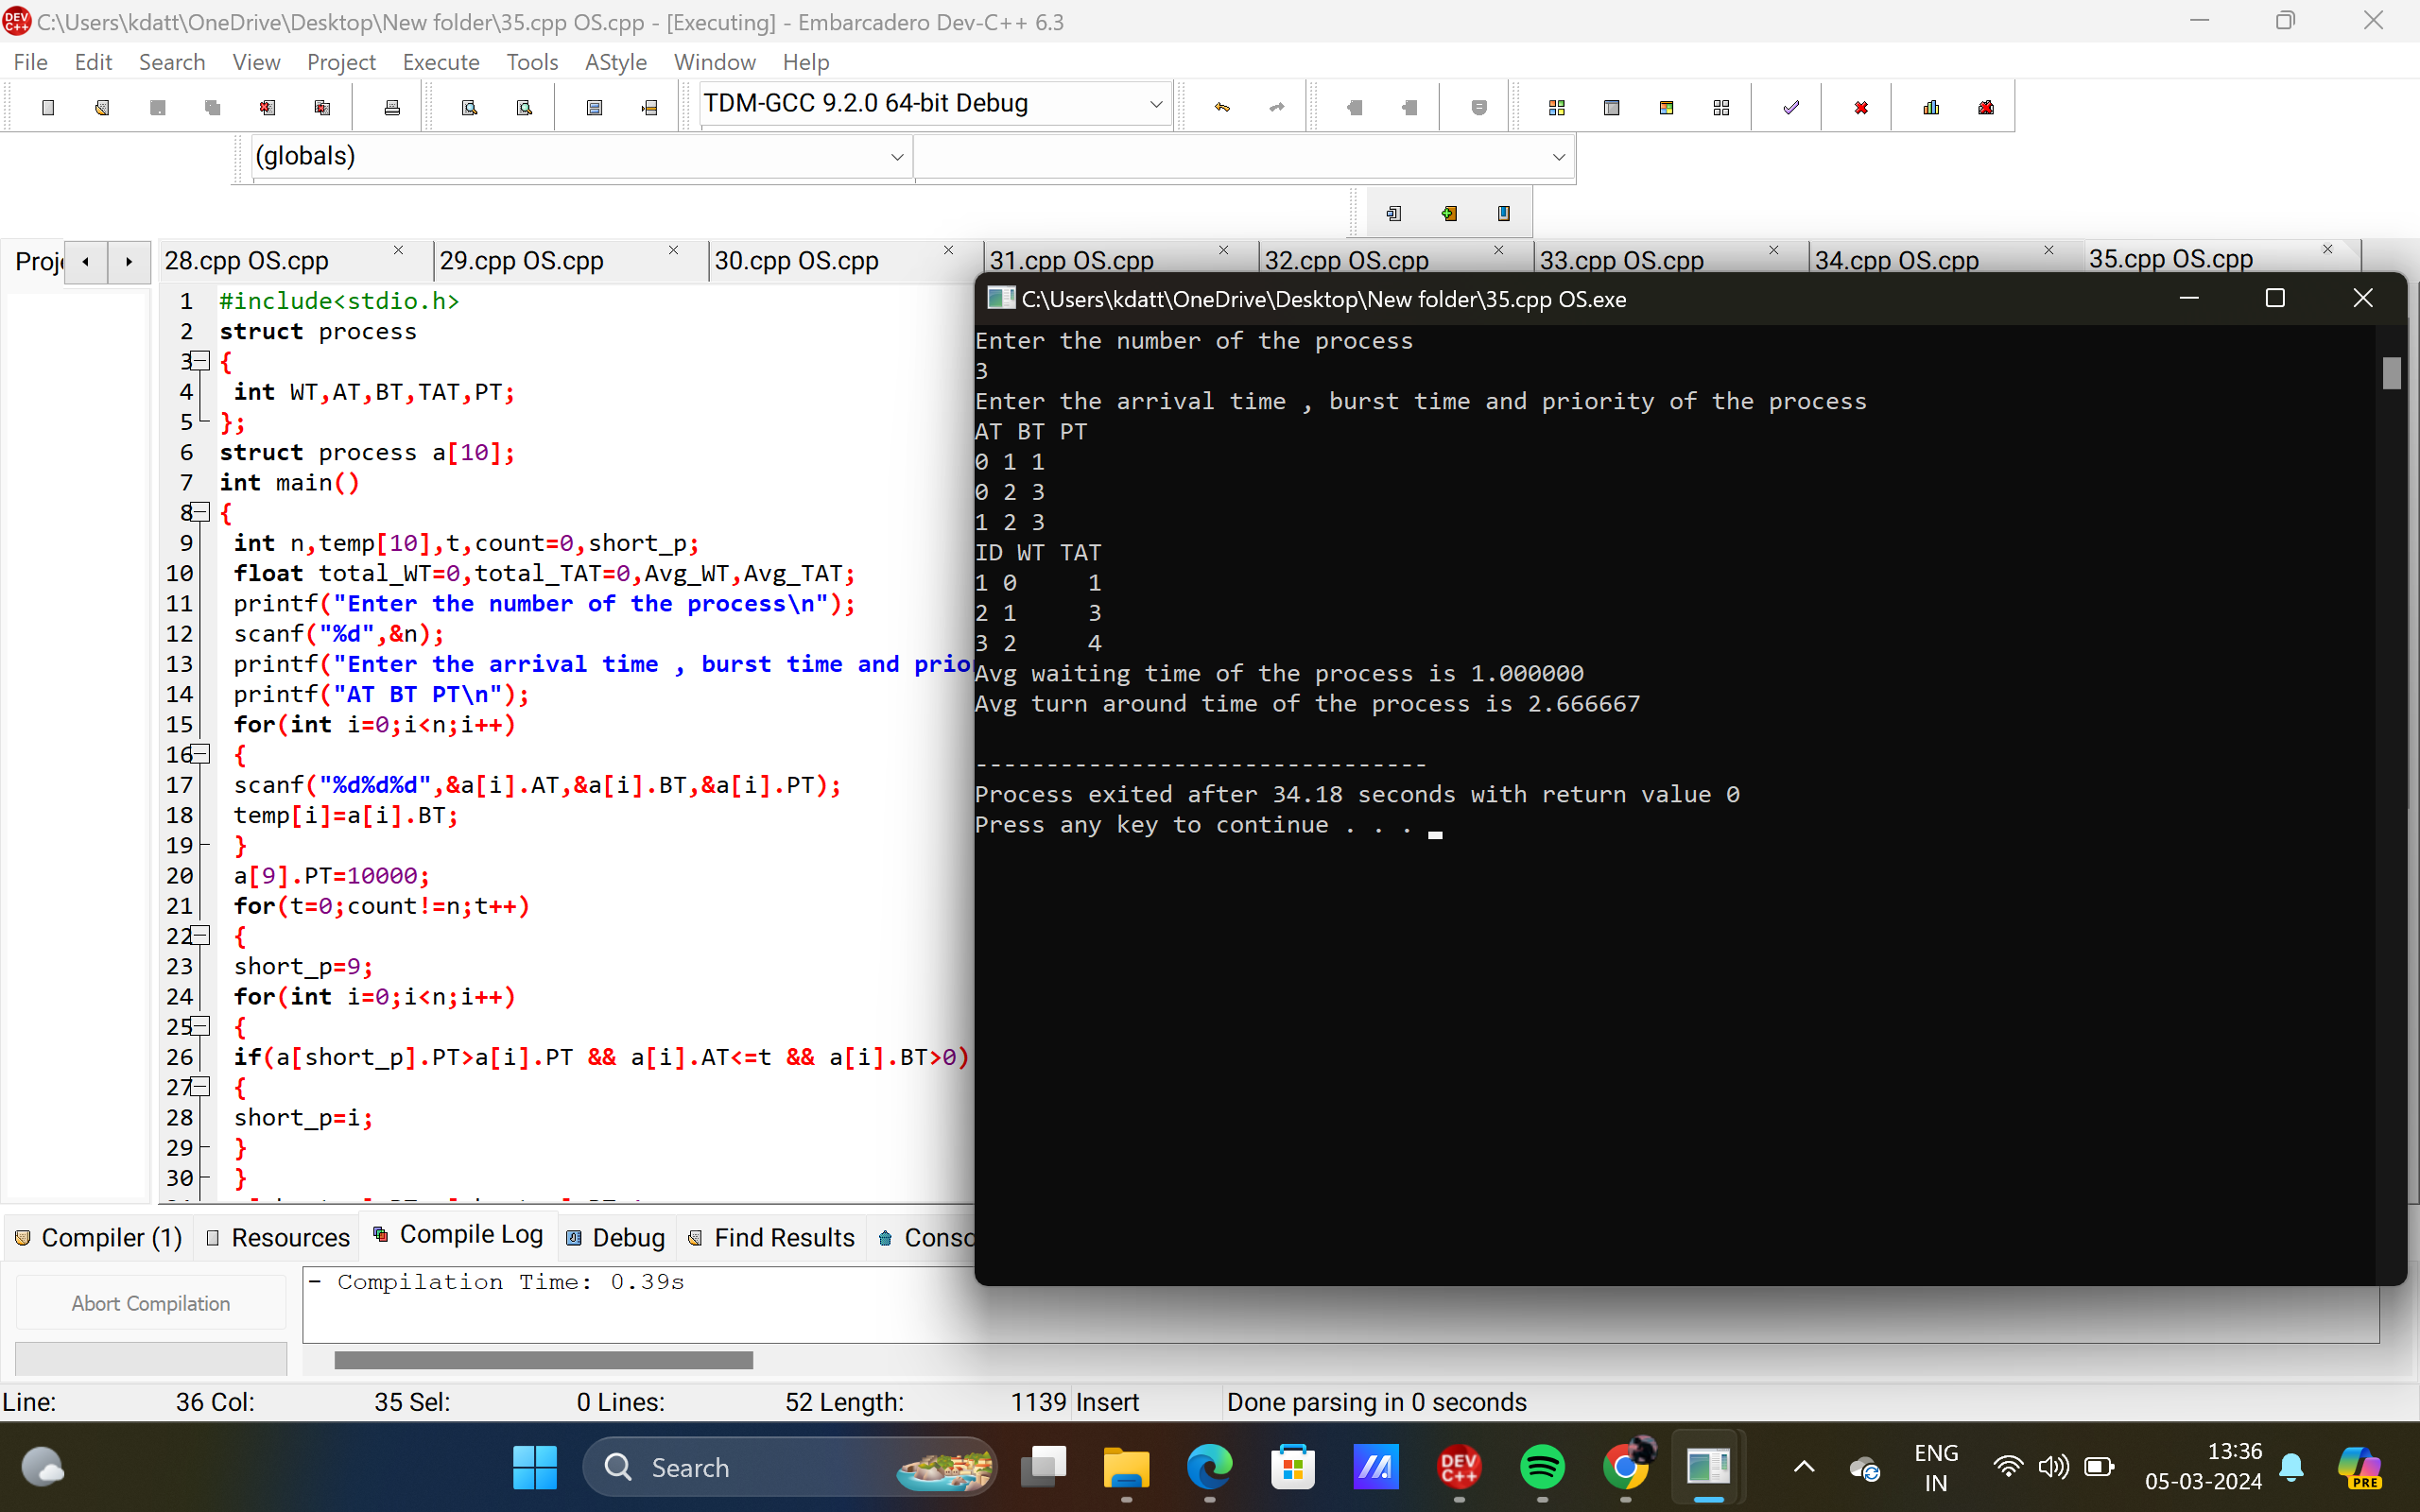 C:\Users\kdatt\OneDrive\Desktop\New folder\35.cpp OS.cpp - [Executing] - Embarcadero Dev-C++ 6.3
File Edit Search View Project Execute Tools AStyle Window Help
TDM-GCC 9.2.0 64-bit Debug
(globals)
28.cpp OS.cpp 29.cpp OS.cpp 30.cpp OS.cpp 31.cpp OS.cpp 32.cpp OS.cpp 33.cpp OS.cpp 34.cpp OS.cpp 35.cpp OS.cpp
1 #include<stdio.h>
2 struct process
3 {
4 int WT,AT,BT,TAT,PT;
5 };
6 struct process a[10];
7 int main()
8 {
9 int n,temp[10],t,count=0,short_p;
10 float total_WT=0,total_TAT=0,Avg_WT,Avg_TAT;
11 printf("Enter the number of the process\n");
12 scanf("%d",&n);
13 printf("Enter the arrival time , burst time and prio
14 printf("AT BT PT\n");
15 for(int i=0;i<n;i++)
16 {
17 scanf("%d%d%d",&a[i].AT,&a[i].BT,&a[i].PT);
18 temp[i]=a[i].BT;
19 }
20 a[9].PT=10000;
21 for(t=0;count!=n;t++)
22 {
23 short_p=9;
24 for(int i=0;i<n;i++)
25 {
26 if(a[short_p].PT>a[i].PT && a[i].AT<=t && a[i].BT>0)
27 {
28 short_p=i;
29 }
30 }
C:\Users\kdatt\OneDrive\Desktop\New folder\35.cpp OS.exe
Enter the number of the process
3
Enter the arrival time , burst time and priority of the process
AT BT PT
0 1 1
0 2 3
1 2 3
ID WT TAT
1 0 1
2 1 3
3 2 4
Avg waiting time of the process is 1.000000
Avg turn around time of the process is 2.666667
--------------------------------
Process exited after 34.18 seconds with return value 0
Press any key to continue . . .
Compiler (1) Resources Compile Log Debug Find Results
Abort Compilation
- Compilation Time: 0.39s
Line: 36 Col: 35 Sel: 0 Lines: 52 Length: 1139 Insert Done parsing in 0 seconds
Search
DEV C++
ENG
IN
13:36
05-03-2024
PRE